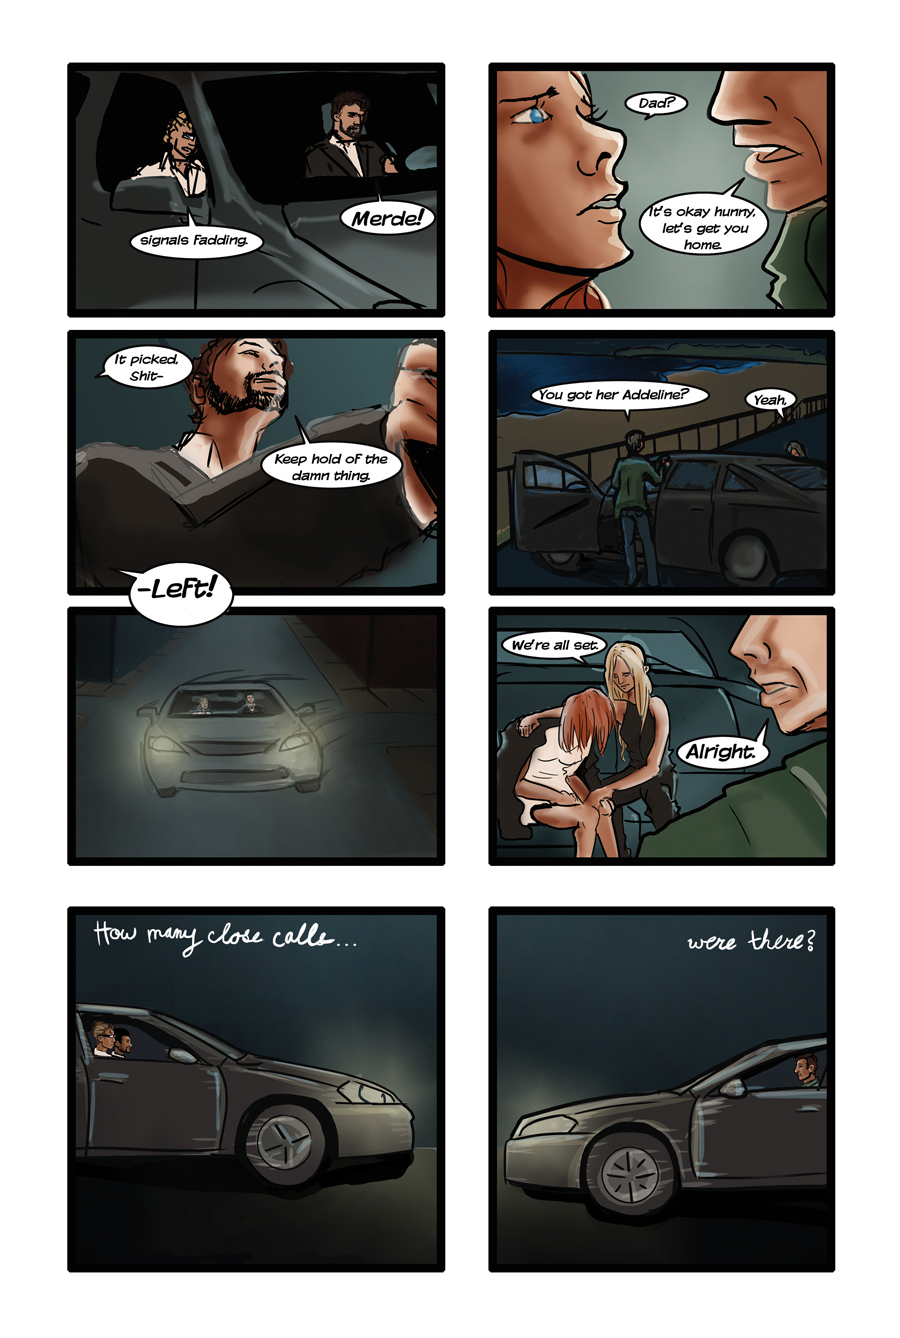 signals Fadding.
Merde!
It picked,
Shit-
Keep hold of the
damn thing.
-Left!
Dad?
It's okay hunny,
let's get you
home.
You got her Addeline?
Yeah,
We're all set.
Alright.
How many close calls...
were there?